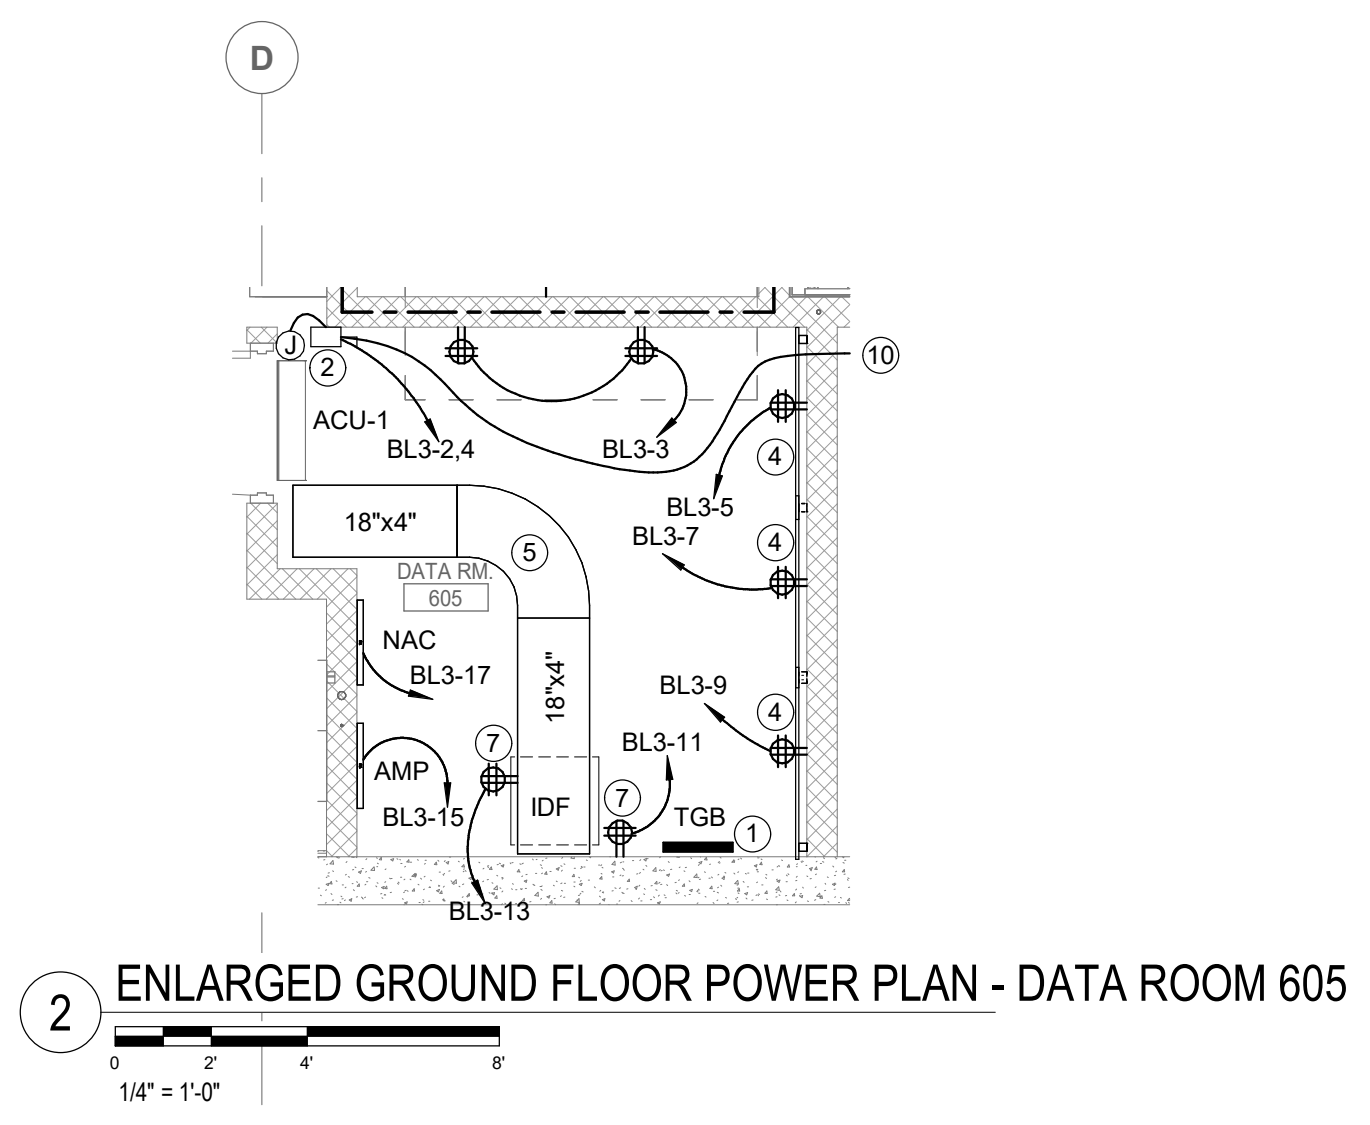 D
J
2
10
ACU-1
BL3-2,4
BL3-3
4
BL3-5
18"x4"
BL3-7
4
5
DATA RM.
605
NAC
BL3-17
18"x4"
BL3-9
4
7
BL3-11
AMP
IDF
7
TGB
1
BL3-15
BL3-13
2
ENLARGED GROUND FLOOR POWER PLAN - DATA ROOM 605
0 2' 4' 8'
1/4" = 1'-0"